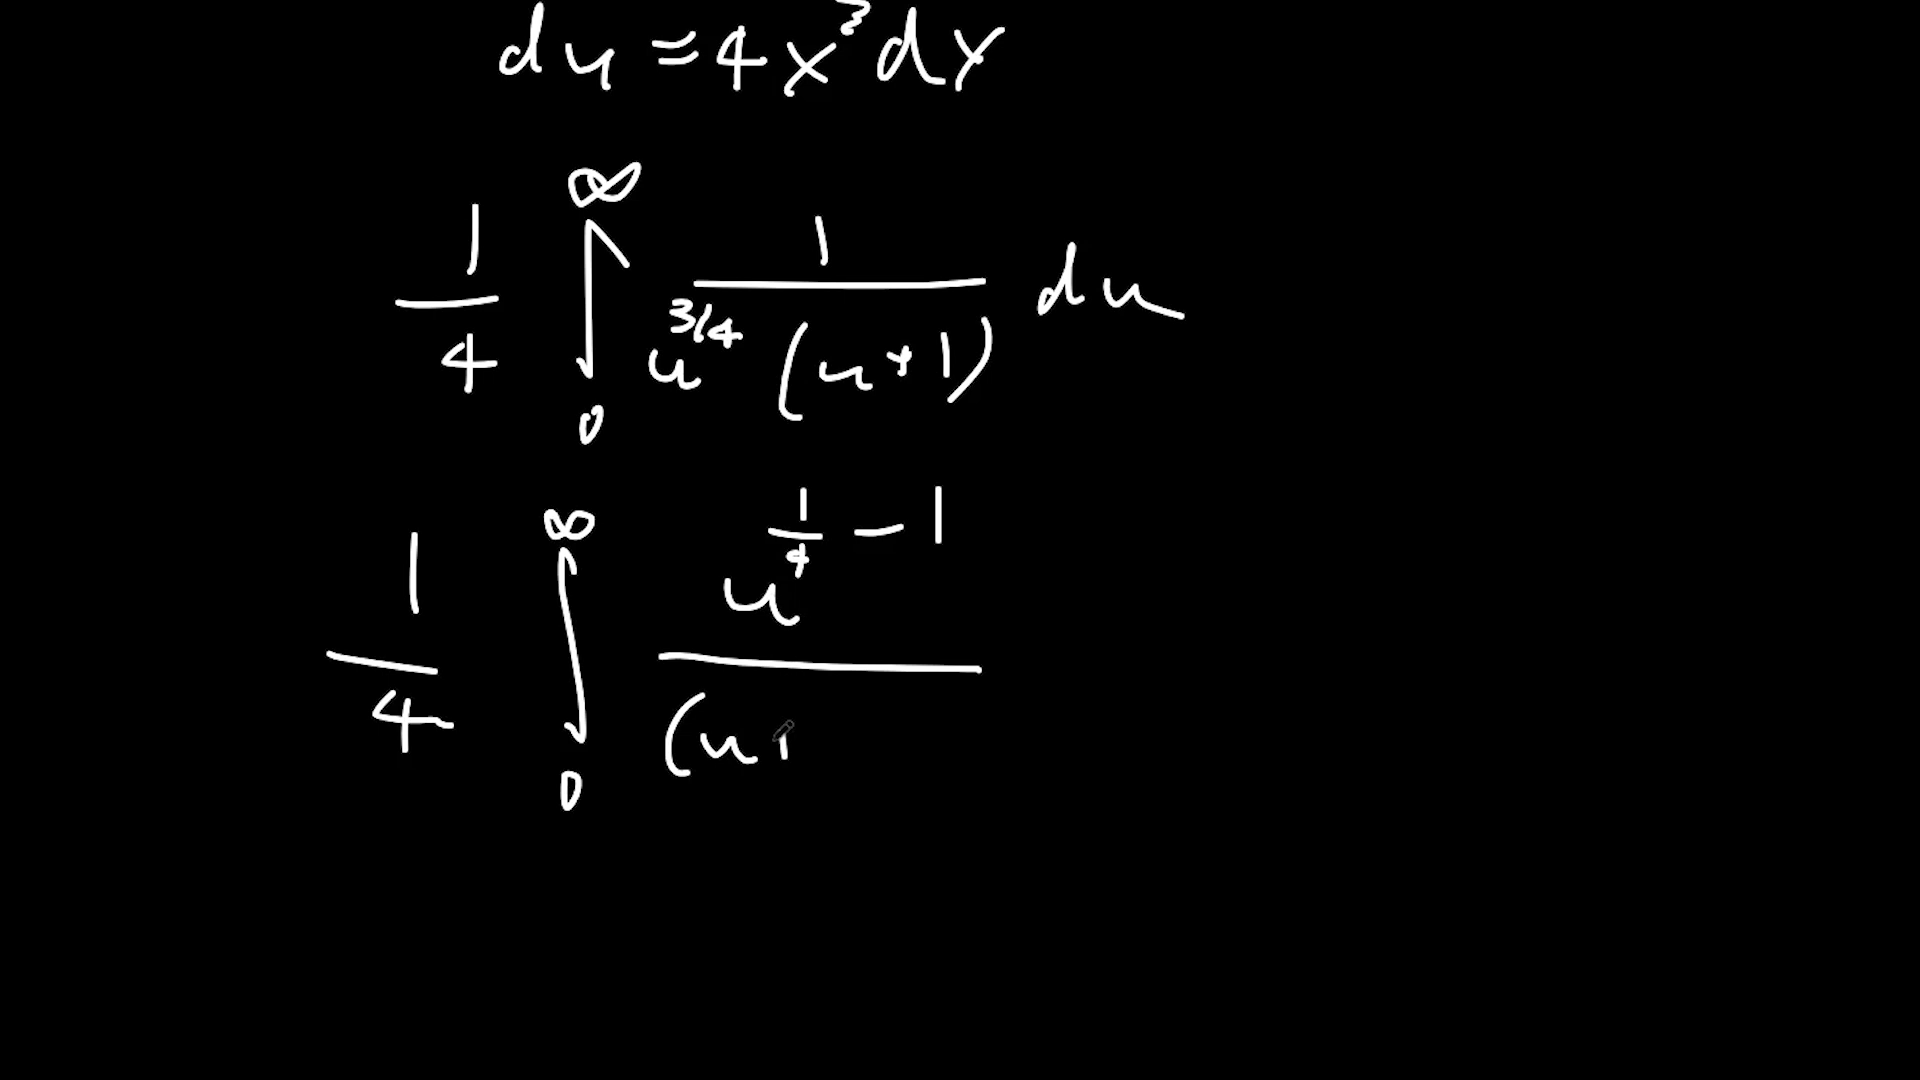 du = 4x³dx
1/4 ∫₀^∞ 1/(u^(3/4) (u+1)) du
1/4 ∫₀^∞ u^(1/4 - 1)/(u